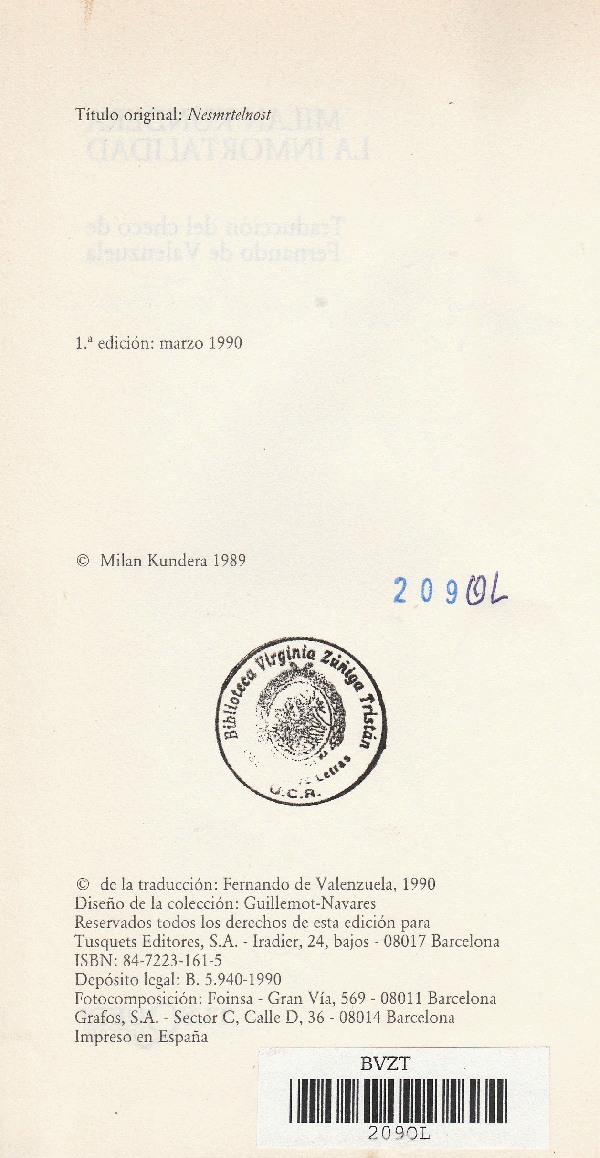 Título original: Nesmrtelnost
1.ª edición: marzo 1990
© Milan Kundera 1989
209OL
Biblioteca Virginia Zúñiga Tristán
Letras
U.C.R.
© de la traducción: Fernando de Valenzuela, 1990
Diseño de la colección: Guillemot-Navares
Reservados todos los derechos de esta edición para
Tusquets Editores, S.A. - Iradier, 24, bajos - 08017 Barcelona
ISBN: 84-7223-161-5
Depósito legal: B. 5.940-1990
Fotocomposición: Foinsa - Gran Vía, 569 - 08011 Barcelona
Grafos, S.A. - Sector C, Calle D, 36 - 08014 Barcelona
Impreso en España
BVZT
209OL